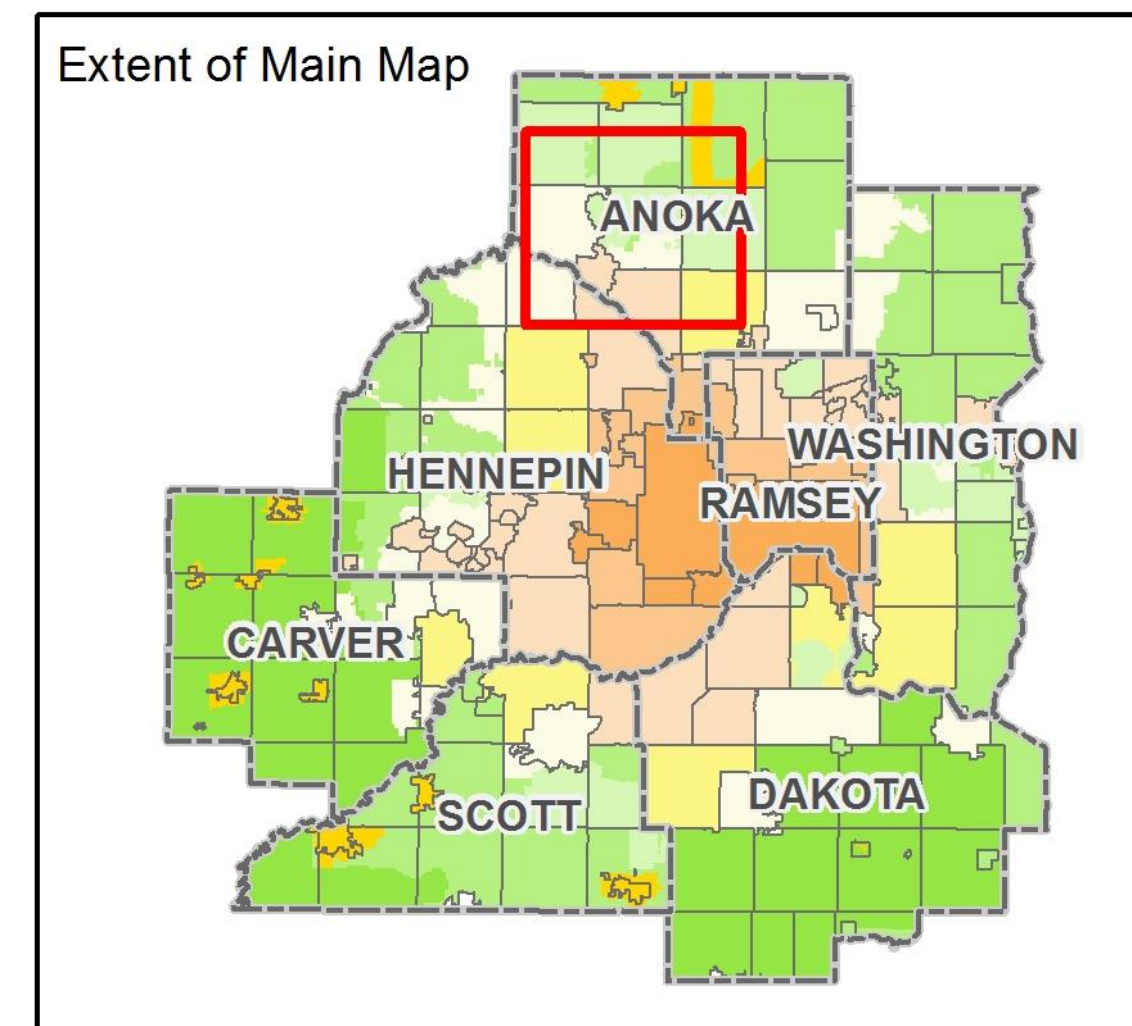 Extent of Main Map
ANOKA
WASHINGTON
HENNEPIN
RAMSEY
CARVER
DAKOTA
SCOTT